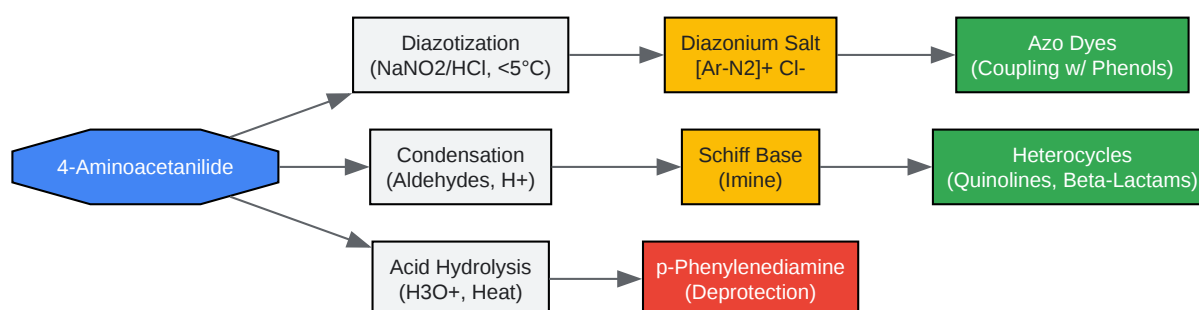 Diazotization
(NaNO2/HCl, <5°C)
Diazonium Salt
[Ar-N2]+ Cl-
Azo Dyes
(Coupling w/ Phenols)
4-Aminoacetanilide
Condensation
(Aldehydes, H+)
Schiff Base
(Imine)
Heterocycles
(Quinolines, Beta-Lactams)
Acid Hydrolysis
(H3O+, Heat)
p-Phenylenediamine
(Deprotection)